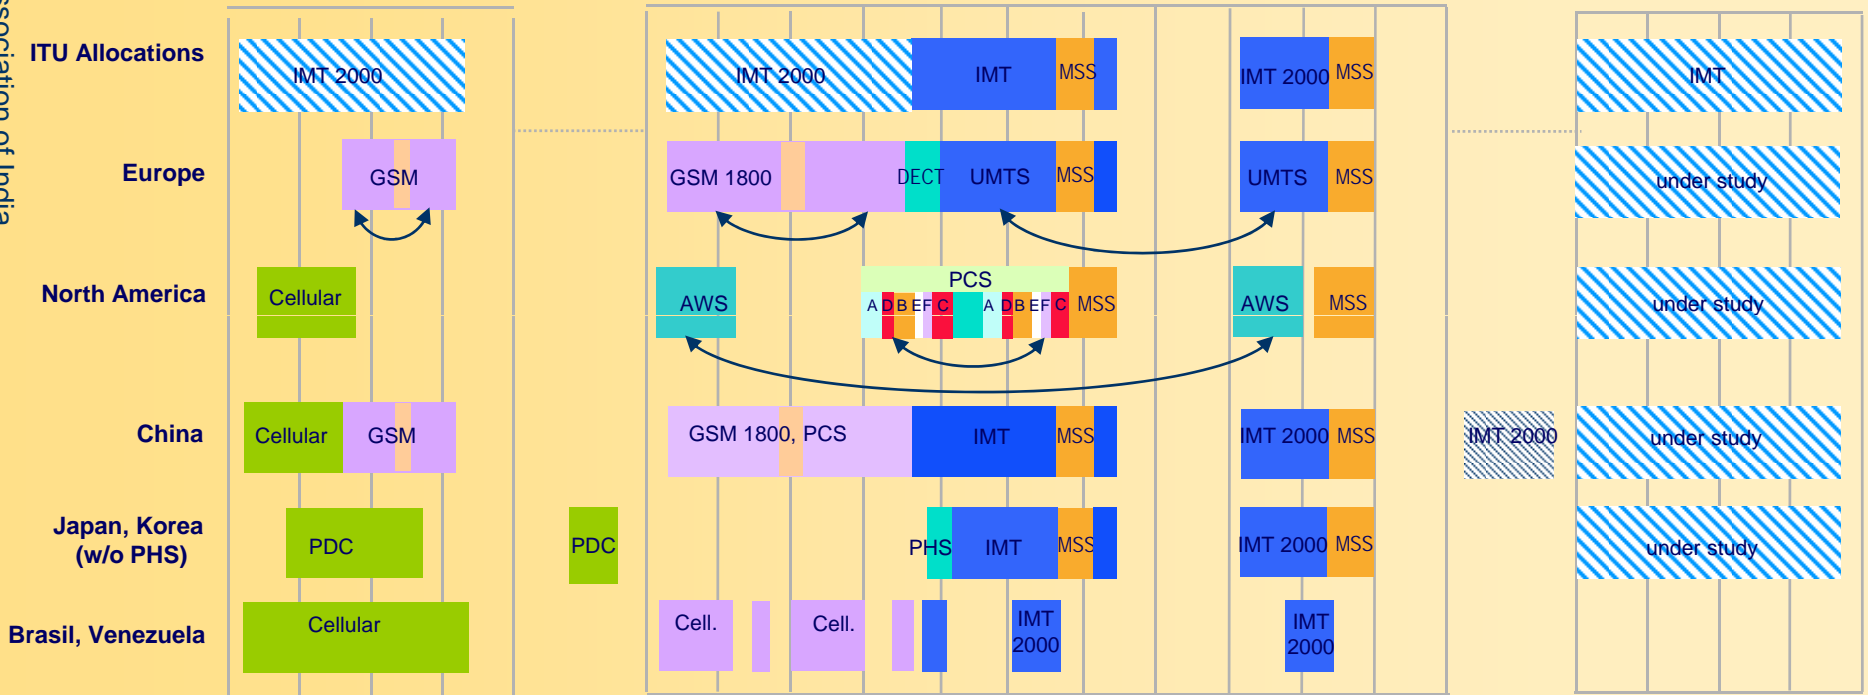 ssociation of India
ITU Allocations
IMT 2000
IMT 2000
IMT
MSS
IMT 2000
MSS
IMT
Europe
GSM
GSM 1800
DECT
UMTS
MSS
UMTS
MSS
under study
North America
Cellular
AWS
PCS
A D B E F C A D B E F C
MSS
AWS
MSS
under study
China
Cellular
GSM
GSM 1800, PCS
IMT
MSS
IMT 2000
MSS
IMT 2000
under study
Japan, Korea
(w/o PHS)
PDC
PDC
PHS
IMT
MSS
IMT 2000
MSS
under study
Brasil, Venezuela
Cellular
Cell.
Cell.
IMT
2000
IMT
2000